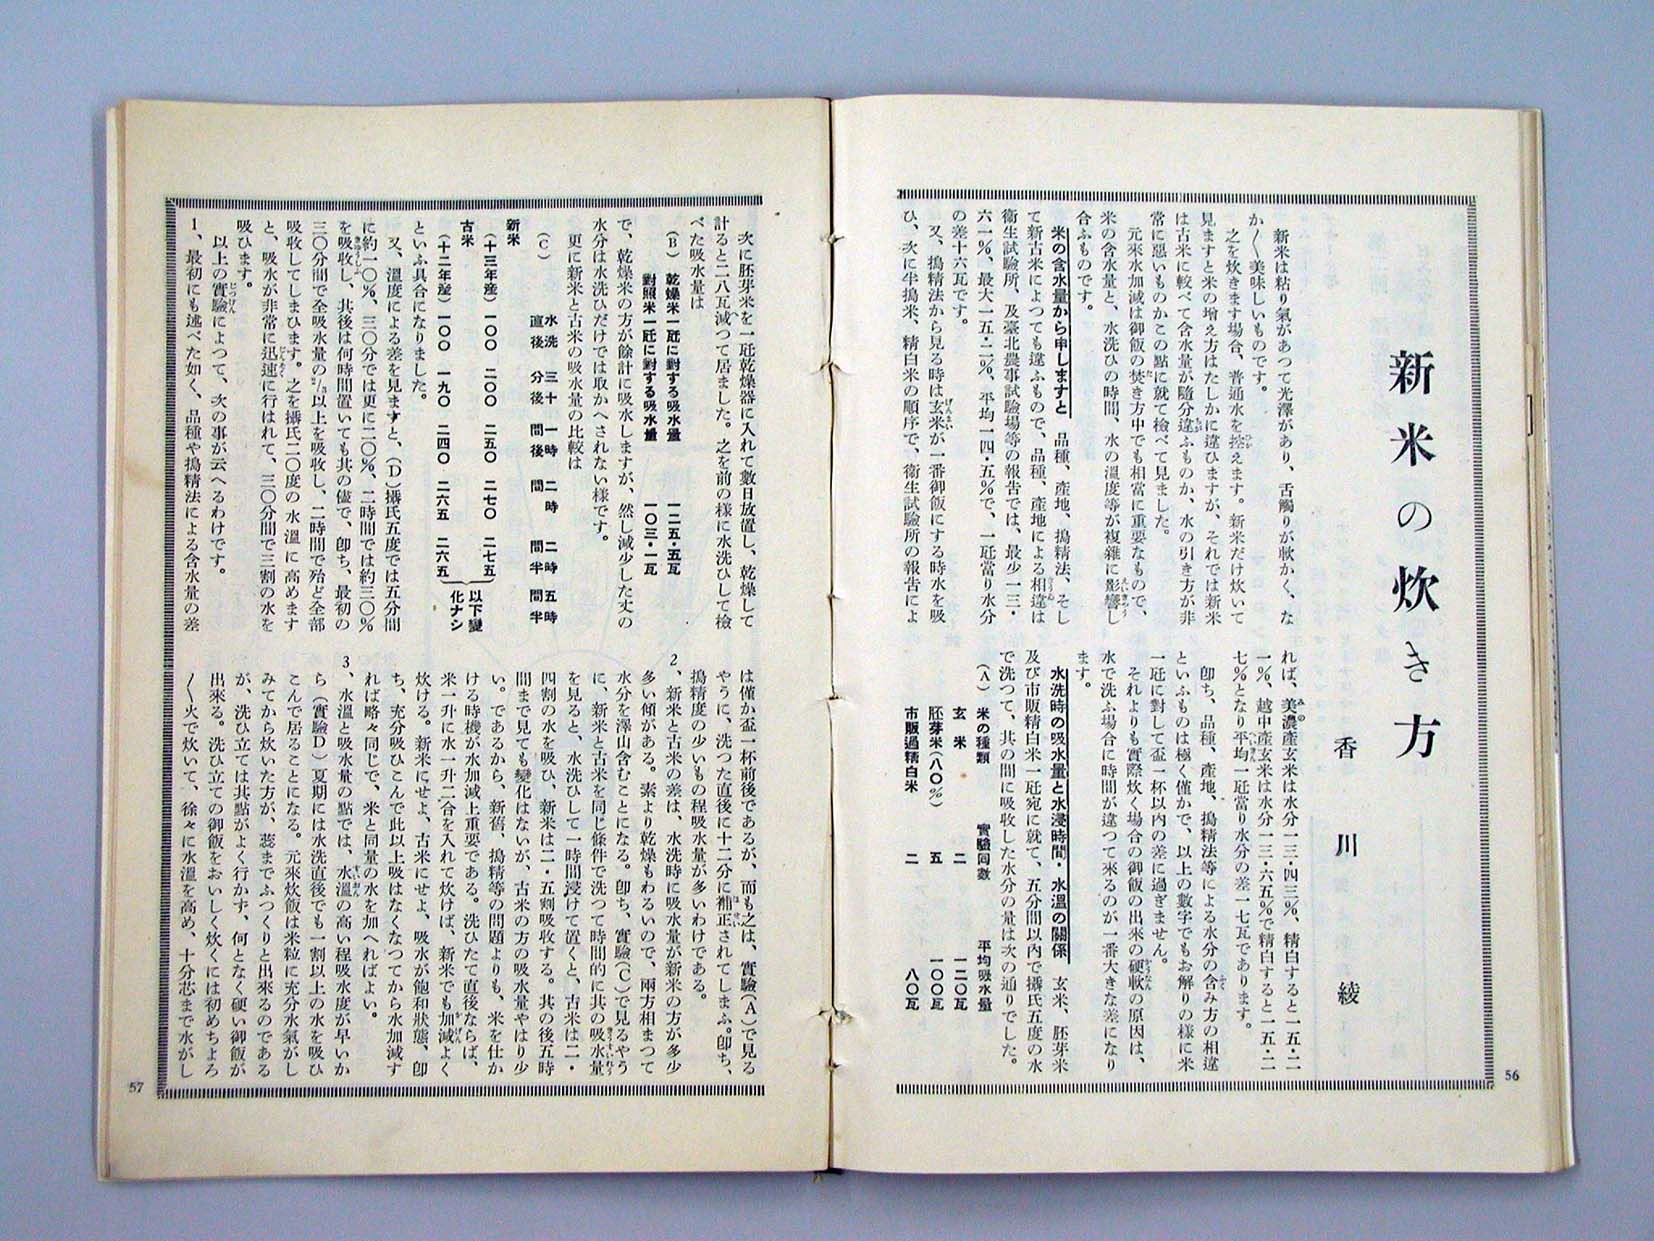 新米の炊き方
香川綾
新米は粘り氣があつて光澤があり、舌觸りが軟かく、な
か〳〵美味しいものです。
之を炊きます場合、普通水を控えます。新米だけ炊いて
見ますと米の增え方はたしかに違ひますが、それでは新米
は古米に較べて含水量が隨分違ふものか、水の引き方が非
常に惡いものかこの點に就て檢べて見ました。
元來水加減は御飯の焚き方中でも相當に重要なもので、
米の含水量と、水洗ひの時間、水の溫度等が複雜に影響し
合ふものです。
米の含水量から申しますと　品種、產地、搗精法、そし
て新古米によつても違ふもので、品種、產地による相違は
衞生試驗所、及臺北農事試驗場等の報告では、最少一三・
六一%、最大一五・二%、平均一四・五%で、一瓩當り水分
の差十六瓦です。
又、搗精法から見る時は玄米が一番御飯にする時水を吸
ひ、次に半搗米、精白米の順序で、衞生試驗所の報告によ
れば、美濃產玄米は水分一三・四三%、精白すると一五・二
一%、越中產玄米は水分一三・六五%で精白すると一五・二
七%となり平均一瓩當り水分の差一七瓦であります。
卽ち、品種、產地、搗精法等による水分の含み方の相違
といふものは極く僅かで、以上の數字でもお解りの樣に米
一瓩に對して盃一杯以內の差に過ぎません。
それよりも實際炊く場合の御飯の出來の硬軟の原因は、
水で洗ふ場合に時間が違つて來るのが一番大きな差になり
ます。
水洗時の吸水量と水浸時間・水溫の關係　玄米、胚芽米
及び市販精白米一瓩宛に就て、五分間以內で攝氏五度の水
で洗つて、其の間に吸收した水分の量は次の通りでした。
(A)　米の種類　實驗回數　平均吸水量
玄米　二　一二〇瓦
胚芽米(八〇%)　五　一〇〇瓦
市販過精白米　二　八〇瓦
56
次に胚芽米を一瓩乾燥器に入れて數日放置し、乾燥して
計ると二八瓦減つて居ました。之を前の樣に水洗ひして檢
べた吸水量は
(B)　乾燥米一瓩に對する吸水量　一二五・五瓦
對照米一瓩に對する吸水量　一〇三・一瓦
で、乾燥米の方が餘計に吸水しますが、然し減少した丈の
水分は水洗ひだけでは取かへされない樣です。
更に新米と古米の吸水量の比較は
(C)　水洗直後　三十分後　一時間後　二時間　二時間半　五時間半
新米
(十三年產)　一〇〇　二〇〇　二五〇　二七〇　二七五
古米
(十二年產)　一〇〇　一九〇　二四〇　二六五　二六五
以下變化ナシ
といふ具合になりました。
又、溫度による差を見ますと、(D)攝氏五度では五分間
に約一〇%、三〇分では更に二〇%、二時間では約三〇%
を吸收し、其後は何時間置いても其の儘で、卽ち、最初の
三〇分間で全吸水量の2/3以上を吸收し、二時間で殆ど全部
吸收してしまひます。之を攝氏二〇度の水溫に高めます
と、吸水が非常に迅速に行はれて、三〇分間で三割の水を
吸ひます。
以上の實驗によつて、次の事が云へるわけです。
1、最初にも述べた如く、品種や搗精法による含水量の差
は僅か盃一杯前後であるが、而も之は、實驗(A)で見る
やうに、洗つた直後に十二分に補正されてしまふ。卽ち、
搗精度の少いもの程吸水量が多いわけである。
2、新米と古米の差は、水洗時に吸水量が新米の方が多少
多い傾がある。素より乾燥もわるいので、兩方相まつて
水分を澤山含むことになる。卽ち、實驗(C)で見るやう
に、新米と古米を同じ條件で洗つて時間的に其の吸水量
を見ると、水洗ひして一時間浸けて置くと、古米は二・
四割の水を吸ひ、新米は二・五割吸收する。其の後五時
間まで見ても變化はないが、古米の方の吸水量やはり少
い。であるから、新舊、搗精等の問題よりも、米を仕か
ける時機が水加減上重要である。洗ひたて直後ならば、
米一升に水一升二合を入れて炊けば、新米でも加減よく
炊ける。新米にせよ、古米にせよ、吸水が飽和狀態、卽
ち、充分吸ひこんで此以上吸はなくなつてから水加減す
れば略々同じで、米と同量の水を加へればよい。
3、水溫と吸水量の點では、水溫の高い程吸水度が早いか
ら(實驗D)夏期には水洗直後でも一割以上の水を吸ひ
こんで居ることになる。元來炊飯は米粒に充分水氣がし
みてから炊いた方が、蕊までふつくりと出來るのである
が、洗ひ立ては共點がよく行かず、何となく硬い御飯が
出來る。洗ひ立ての御飯をおいしく炊くには初めちよろ
〳〵火で炊いて、徐々に水溫を高め、十分芯まで水がし
57